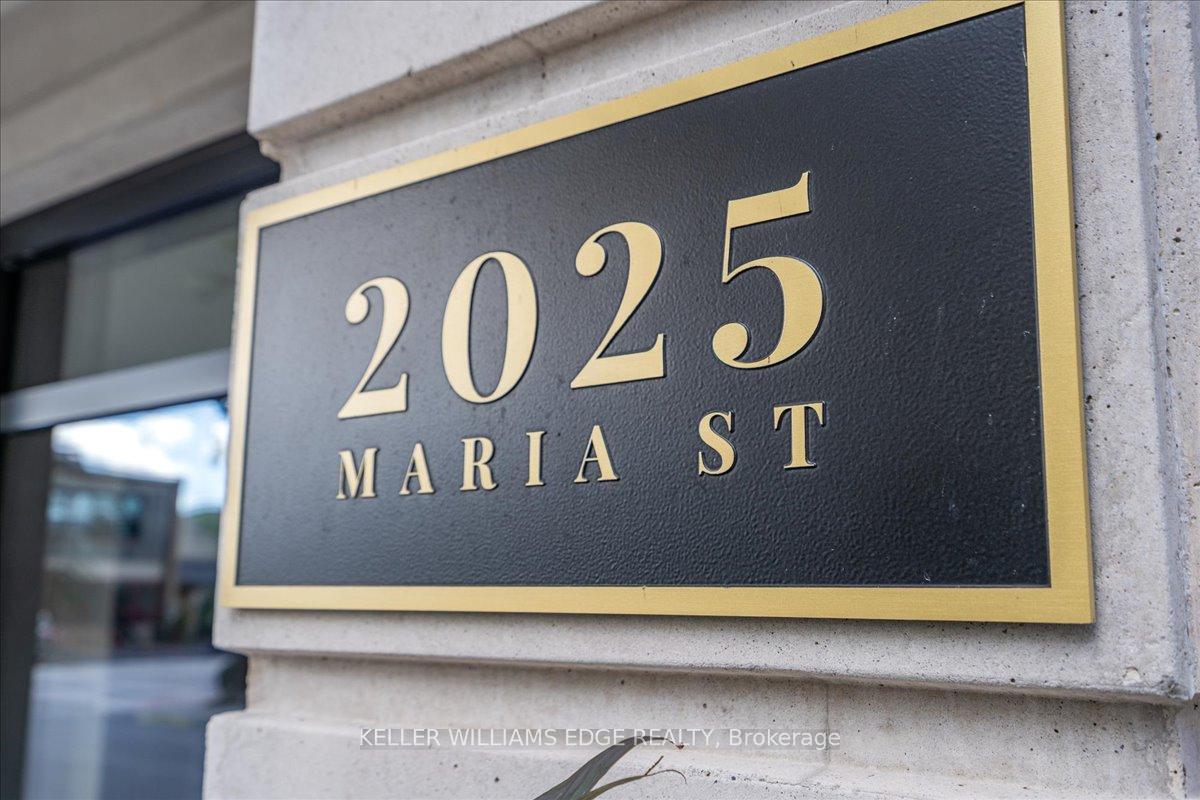 2025
MARIA ST
KELLER WILLIAMS EDGE REALTY, Brokerage